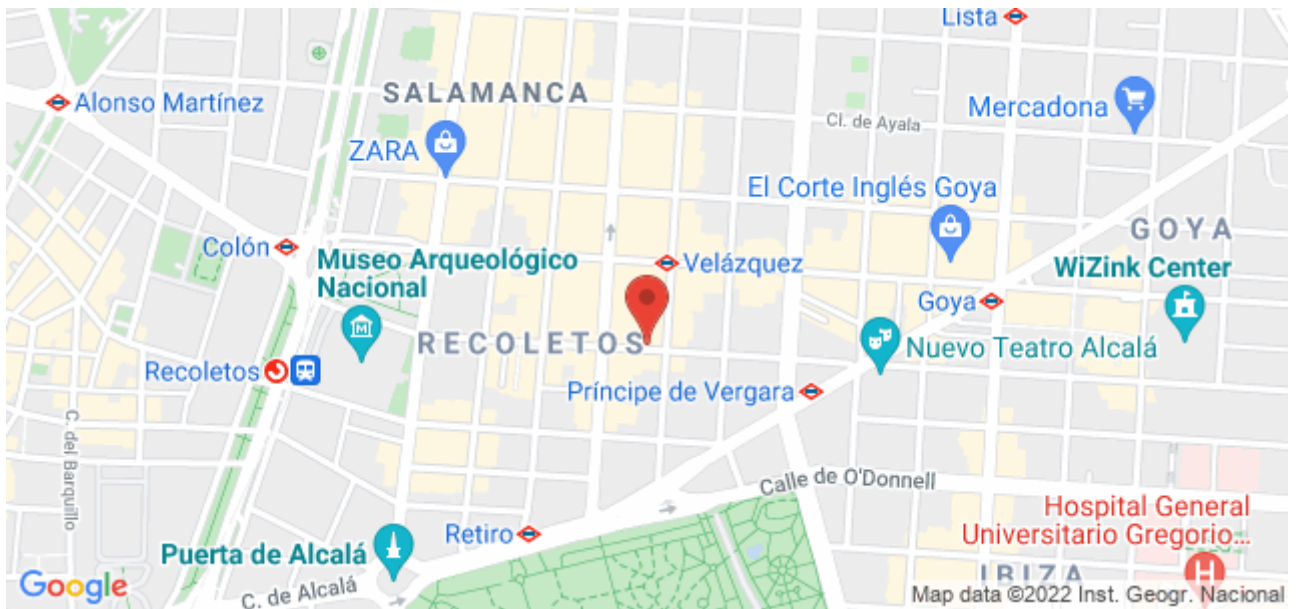 Lista
Alonso Martínez
SALAMANCA
Mercadona
Cl. de Ayala
ZARA
El Corte Inglés Goya
GOYA
Colón
Museo Arqueológico
Nacional
Velázquez
WiZink Center
Goya
M
RECOLETOS
Nuevo Teatro Alcalá
Recoletos
Príncipe de Vergara
C. del Barquillo
Calle de O'Donnell
Hospital General
Universitario Gregorio...
Retiro
Puerta de Alcalá
IBIZA
H
Google
C. de Alcalá
Map data ©2022 Inst. Geogr. Nacional